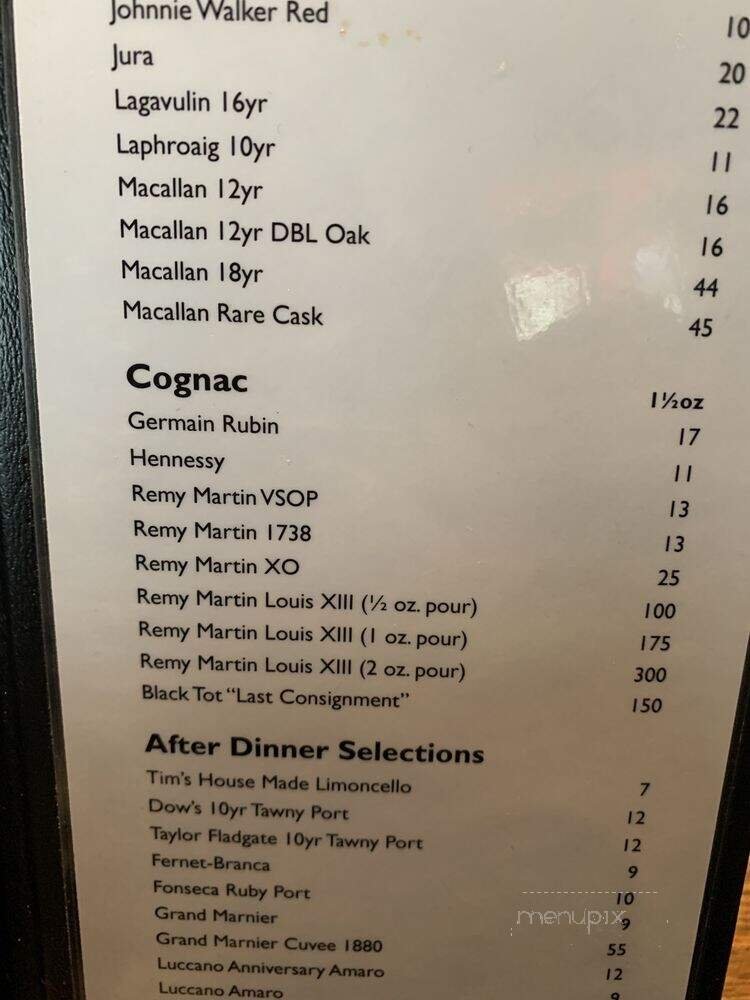 Johnnie Walker Red 10
Jura 20
Lagavulin 16yr 22
Laphroaig 10yr 11
Macallan 12yr 16
Macallan 12yr DBL Oak 16
Macallan 18yr 44
Macallan Rare Cask 45
Cognac 1½oz
Germain Rubin 17
Hennessy 11
Remy Martin VSOP 13
Remy Martin 1738 13
Remy Martin XO 25
Remy Martin Louis XIII (½ oz. pour) 100
Remy Martin Louis XIII (1 oz. pour) 175
Remy Martin Louis XIII (2 oz. pour) 300
Black Tot "Last Consignment" 150
After Dinner Selections
Tim's House Made Limoncello 7
Dow's 10yr Tawny Port 12
Taylor Fladgate 10yr Tawny Port 12
Fernet-Branca 9
Fonseca Ruby Port 10
Grand Marnier 9
Grand Marnier Cuvee 1880 55
Luccano Anniversary Amaro 12
Luccano Amaro 9
menupix